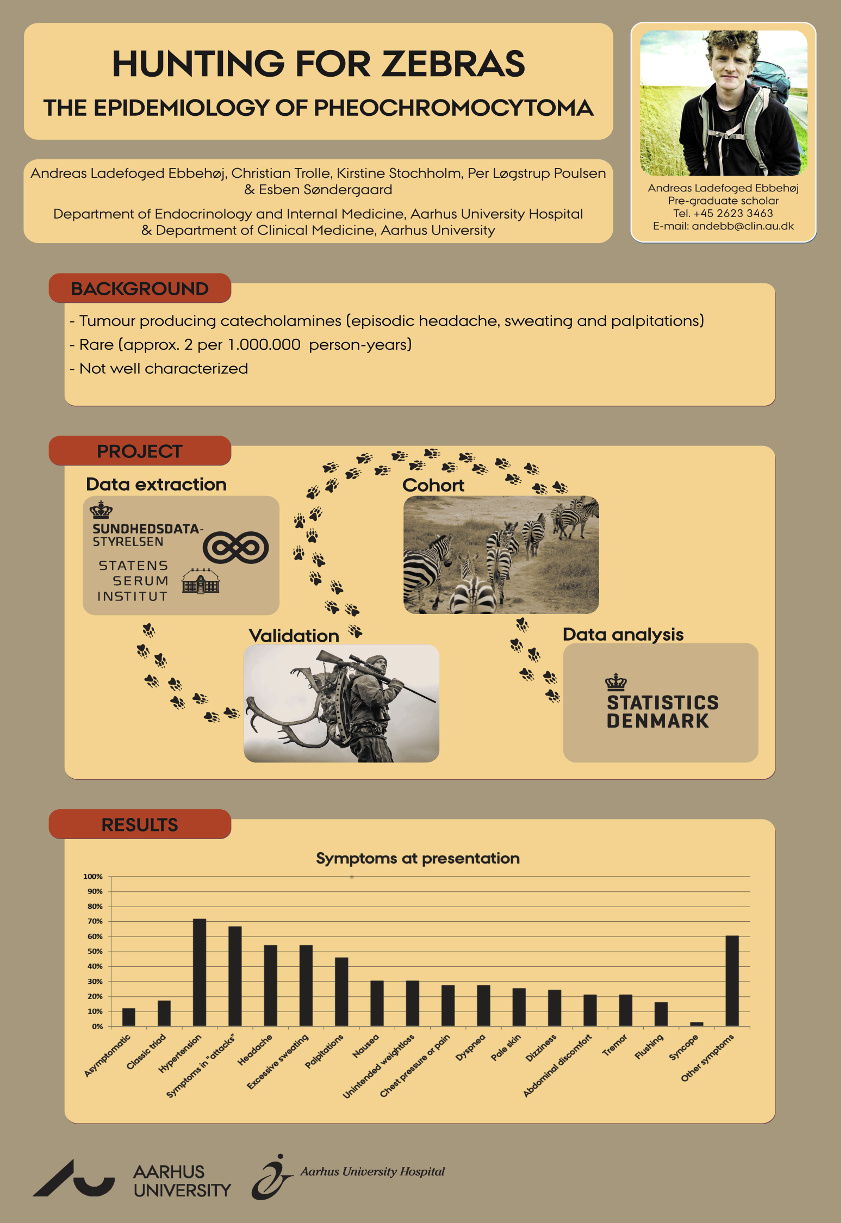 HUNTING FOR ZEBRAS
THE EPIDEMIOLOGY OF PHEOCHROMOCYTOMA
Andreas Ladefoged Ebbehøj, Christian Trolle, Kirstine Stochholm, Per Løgstrup Poulsen
& Esben Søndergaard
Department of Endocrinology and Internal Medicine, Aarhus University Hospital
& Department of Clinical Medicine, Aarhus University
Andreas Ladefoged Ebbehøj
Pre-graduate scholar
Tel. +45 2623 3463
E-mail: andebb@clin.au.dk
BACKGROUND
- Tumour producing catecholamines (episodic headache, sweating and palpitations)
- Rare (approx. 2 per 1.000.000 person-years)
- Not well characterized
PROJECT
Data extraction
SUNDHEDSDATA-
STYRELSEN
STATENS
SERUM
INSTITUT
Validation
Cohort
Data analysis
STATISTICS
DENMARK
RESULTS
Symptoms at presentation
100%
90%
80%
70%
60%
50%
40%
30%
20%
10%
0%
Asymptomatic
Classic triad
Hypertension
Symptoms in "attacks"
Headache
Excessive sweating
Palpitations
Nausea
Unintended weightloss
Chest pressure or pain
Dyspnea
Pale skin
Dizziness
Abdominal discomfort
Tremor
Flushing
Syncope
Other symptoms
AARHUS
UNIVERSITY
Aarhus University Hospital